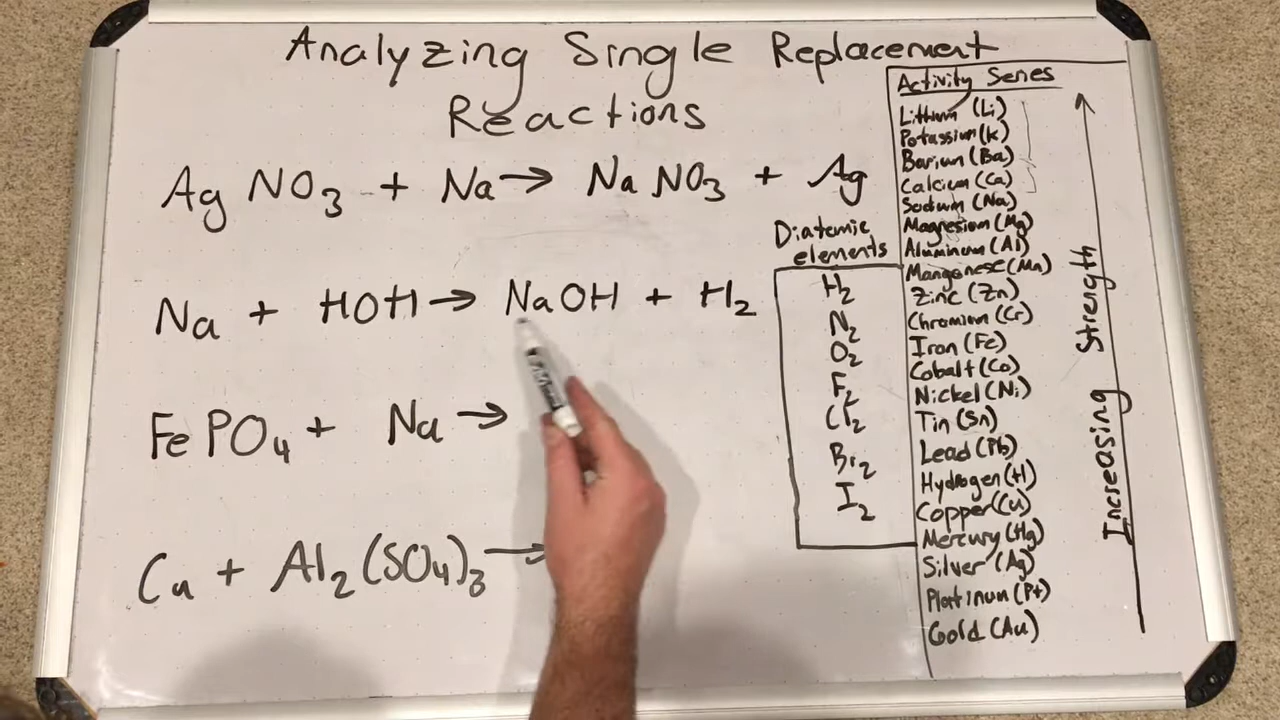 Analyzing Single Replacement
Reactions
AgNO3 + Na → NaNO3 + Ag
Na + HOH → NaOH + H2
FePO4 + Na →
Cu + Al2(SO4)3 →
Diatomic
elements
H2
N2
O2
F2
Cl2
Br2
I2
Activity Series
Lithium (Li)
Potassium (K)
Barium (Ba)
Calcium (Ca)
Sodium (Na)
Magnesium (Mg)
Aluminum (Al)
Manganese (Mn)
Zinc (Zn)
Chromium (Cr)
Iron (Fe)
Cobalt (Co)
Nickel (Ni)
Tin (Sn)
Lead (Pb)
Hydrogen (H)
Copper (Cu)
Mercury (Hg)
Silver (Ag)
Platinum (Pt)
Gold (Au)
Increasing Strength